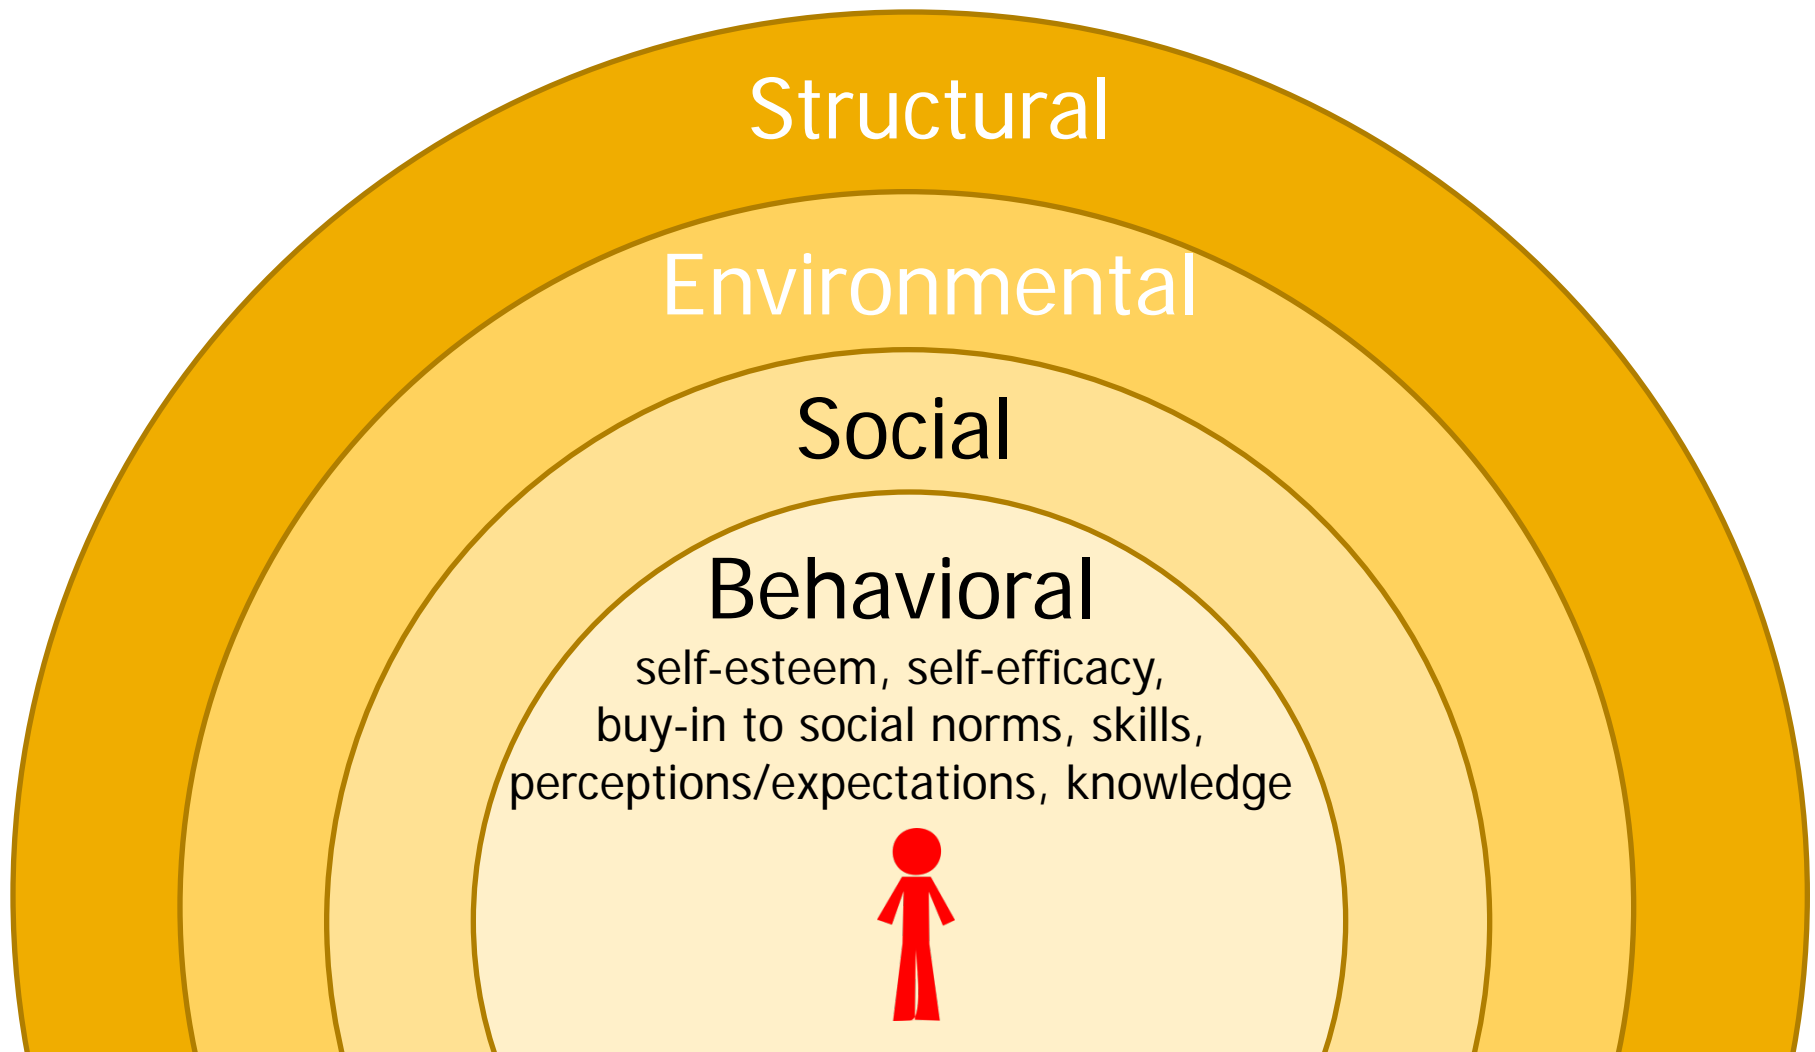 Structural
Environmental
Social
Behavioral
self-esteem, self-efficacy,
buy-in to social norms, skills,
perceptions/expectations, knowledge